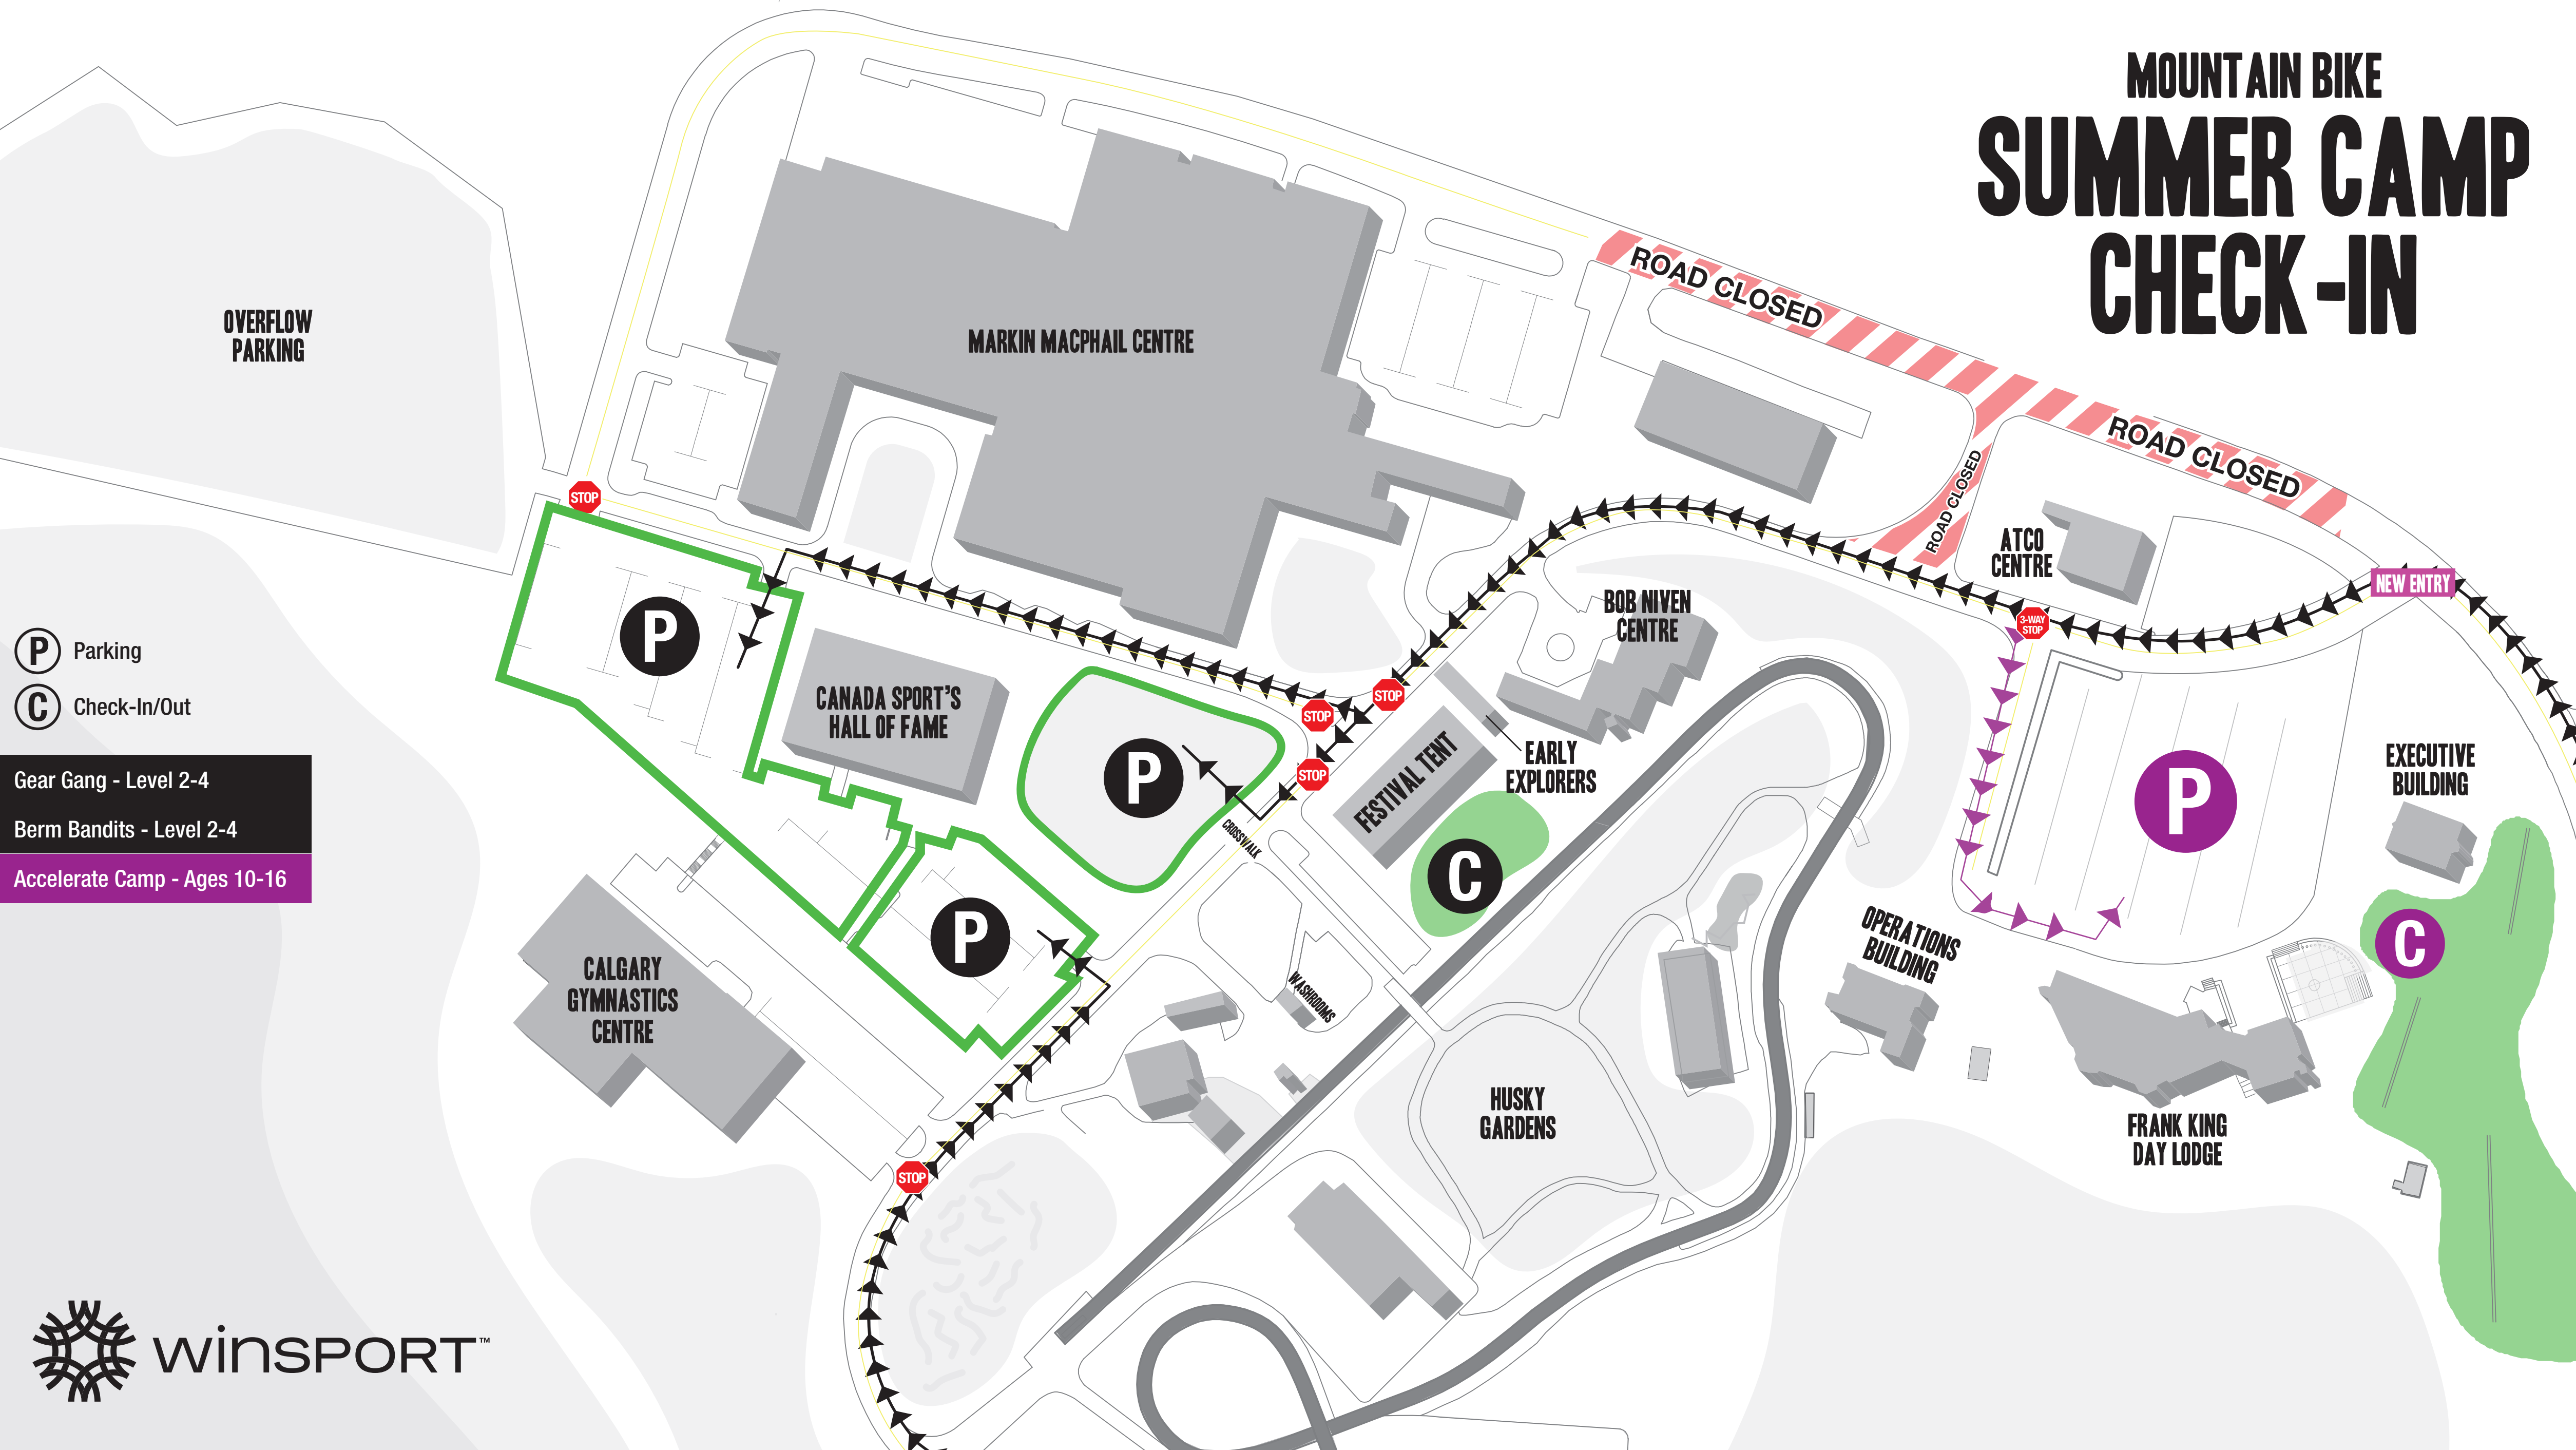 MOUNTAIN BIKE
SUMMER CAMP
CHECK-IN
ROAD CLOSED
ROAD CLOSED
ROAD CLOSED
OVERFLOW
PARKING
MARKIN MACPHAIL CENTRE
STOP
ATCO
CENTRE
NEW ENTRY
3-WAY
STOP
BOB NIVEN
CENTRE
P
P
Parking
C
Check-In/Out
CANADA SPORT'S
HALL OF FAME
STOP
STOP
STOP
P
CROSSWALK
FESTIVAL TENT
EARLY
EXPLORERS
C
P
EXECUTIVE
BUILDING
Gear Gang - Level 2-4
Berm Bandits - Level 2-4
Accelerate Camp - Ages 10-16
P
C
OPERATIONS
BUILDING
CALGARY
GYMNASTICS
CENTRE
WASHROOMS
HUSKY
GARDENS
FRANK KING
DAY LODGE
STOP
WINSPORT™